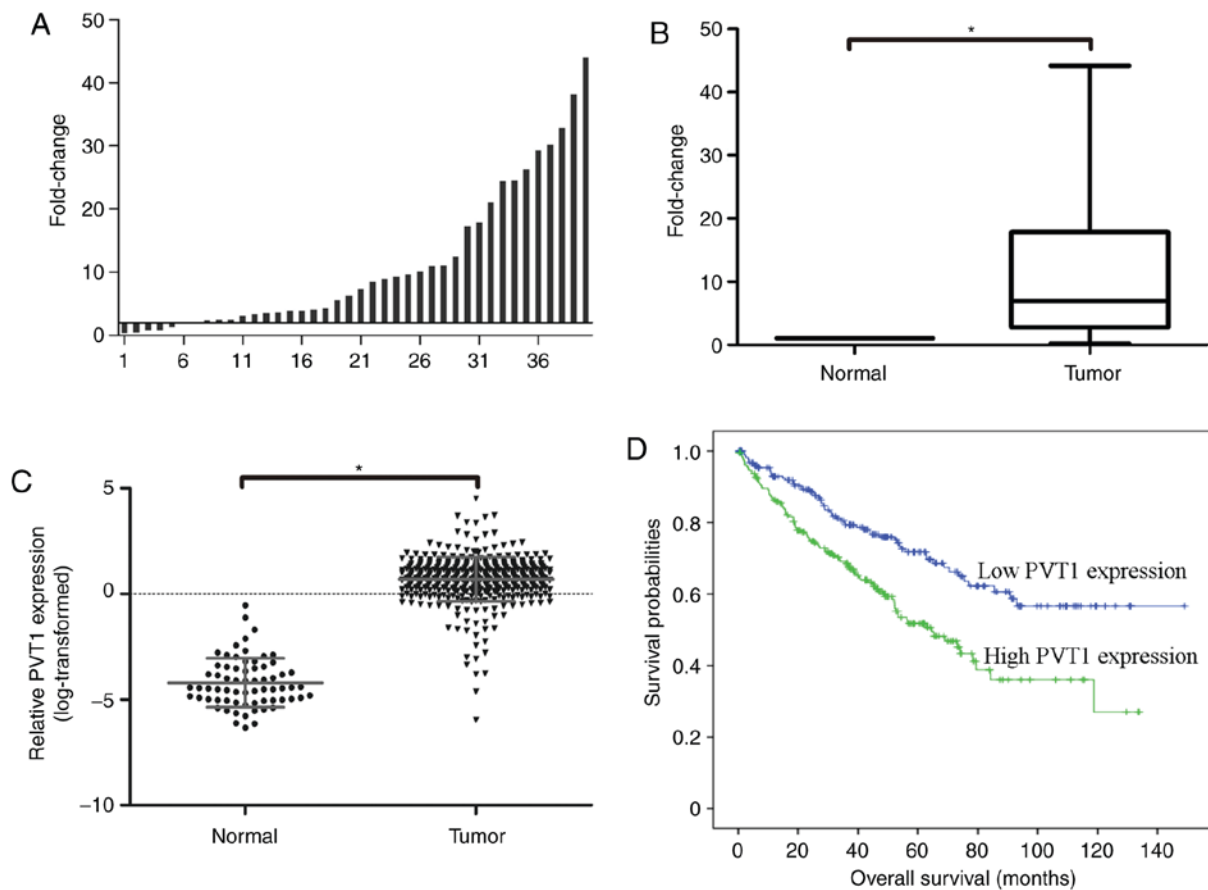 A
Fold-change
50
40
30
20
10
0
1 6 11 16 21 26 31 36
B
Fold-change
50
40
30
20
10
0
*
Normal Tumor
C
Relative PVT1 expression
(log-transformed)
5
0
−5
−10
*
Normal Tumor
D
Survival probabilities
1.0
0.8
0.6
0.4
0.2
0
Low PVT1 expression
High PVT1 expression
0 20 40 60 80 100 120 140
Overall survival (months)